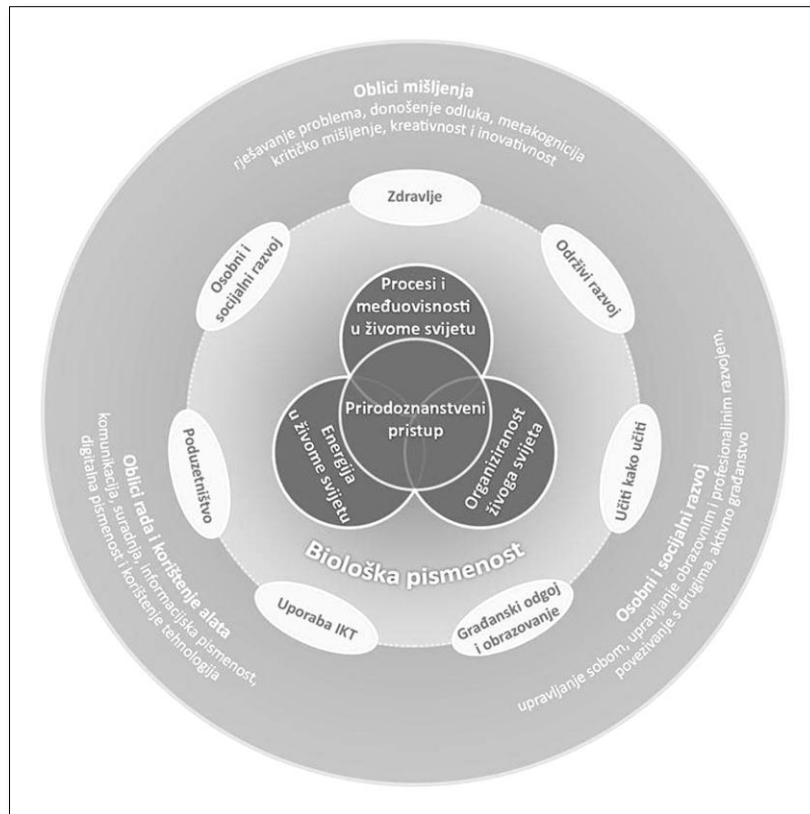 Oblici mišljenja
rješavanje problema, donošenje odluka, metakognicija
kritičko mišljenje, kreativnost i inovativnost
Zdravlje
Osobni i
socijalni razvoj
Održivi razvoj
Procesi i
međuovisnosti
u živome svijetu
Prirodoznanstveni
pristup
Energija
u živome svijetu
Organiziranost
živoga svijeta
Poduzetništvo
Učiti kako učiti
Biološka pismenost
Uporaba IKT
Građanski odgoj
i obrazovanje
Oblici rada i korištenje alata
komunikacija, suradnja, informacijska pismenost,
digitalna pismenost i korištenje tehnologija
Osobni i socijalni razvoj
upravljanje sobom, upravljanje obrazovnim i profesionalinim razvojem,
povezivanje s drugima, aktivno građanstvo